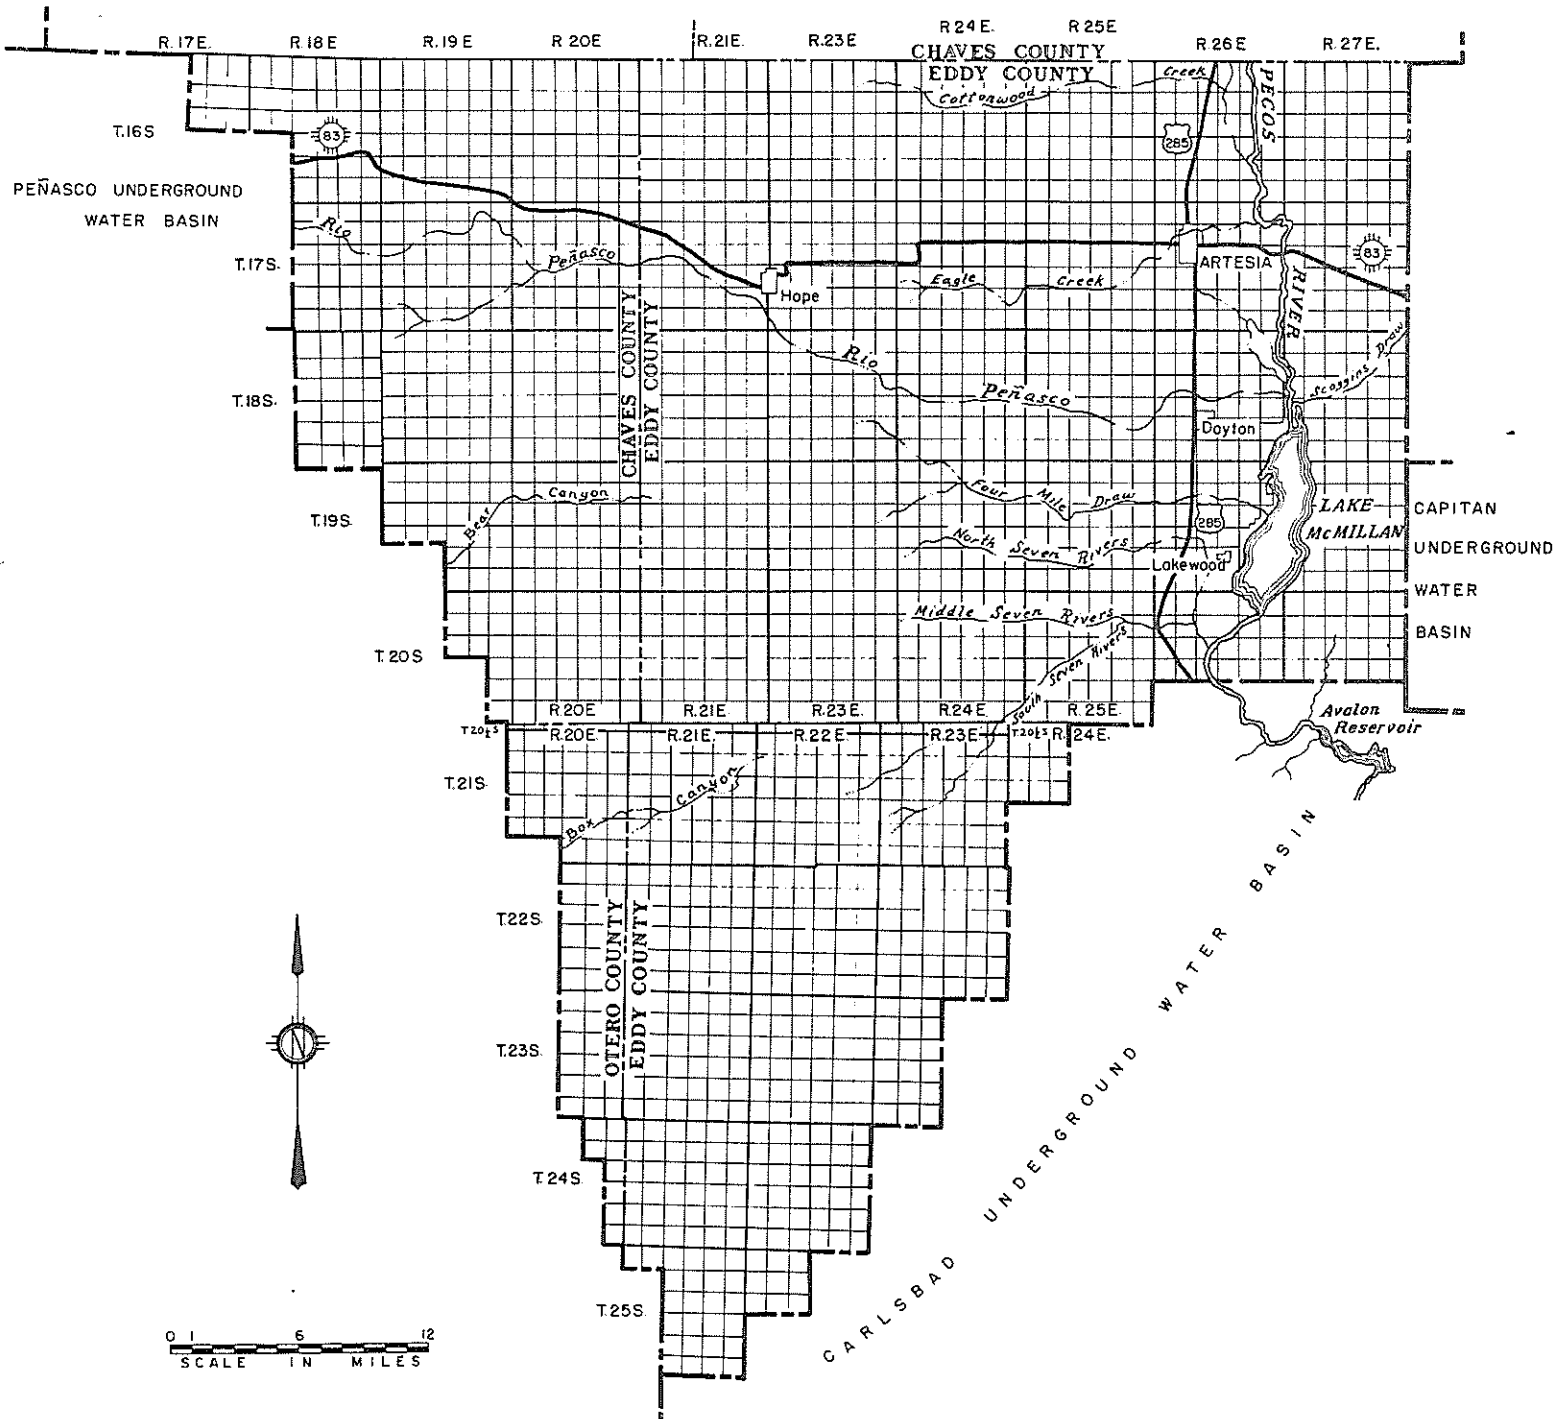 R.17E. R.18E R.19E R 20E R.21E. R.23E R.24E. R 25E R 26E R.27E.
CHAVES COUNTY
EDDY COUNTY
Cottonwood Creek
PECOS RIVER
T.16S
83
285
PEÑASCO UNDERGROUND
WATER BASIN
Rio Peñasco
T.17S.
ARTESIA
83
Eagle Creek
Hope
CHAVES COUNTY
EDDY COUNTY
Rio Peñasco
Scoggins Draw
T.18S.
Dayton
Bear Canyon
Four Mile Draw
T.19S.
285
LAKE
McMILLAN
CAPITAN
UNDERGROUND
WATER
BASIN
North Seven Rivers
Lakewood
Middle Seven Rivers
South Seven Rivers
T.20S
R.20E R.21E. R.23E. R.24E R.25E.
T20½S R.20E. R.21E. R.22E. R.23E. T20½S R.24E.
Avalon
Reservoir
T.21S.
Box Canyon
T.22S.
OTERO COUNTY
EDDY COUNTY
T.23S.
T.24S.
T.25S.
CARLSBAD UNDERGROUND WATER BASIN
N
0 1 6 12
SCALE IN MILES